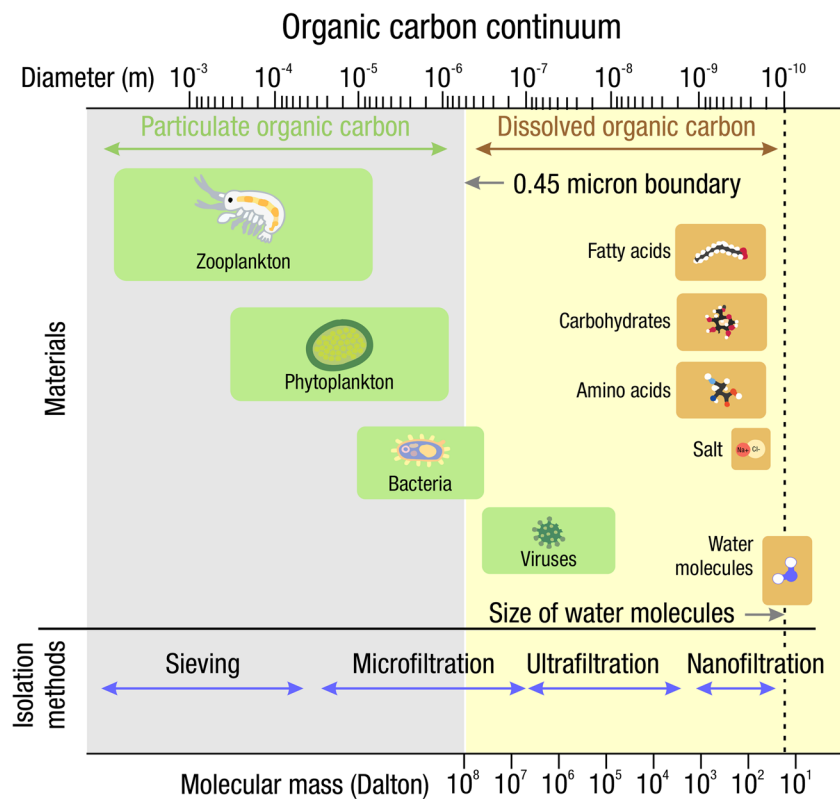 Organic carbon continuum
Diameter (m) 10⁻³ 10⁻⁴ 10⁻⁵ 10⁻⁶ 10⁻⁷ 10⁻⁸ 10⁻⁹ 10⁻¹⁰
Particulate organic carbon Dissolved organic carbon
0.45 micron boundary
Zooplankton
Fatty acids
Carbohydrates
Phytoplankton
Amino acids
Materials
Salt Na+ Cl-
Bacteria
Viruses
Water
molecules
Size of water molecules
Isolation
methods
Sieving Microfiltration Ultrafiltration Nanofiltration
Molecular mass (Dalton) 10⁸ 10⁷ 10⁶ 10⁵ 10⁴ 10³ 10² 10¹